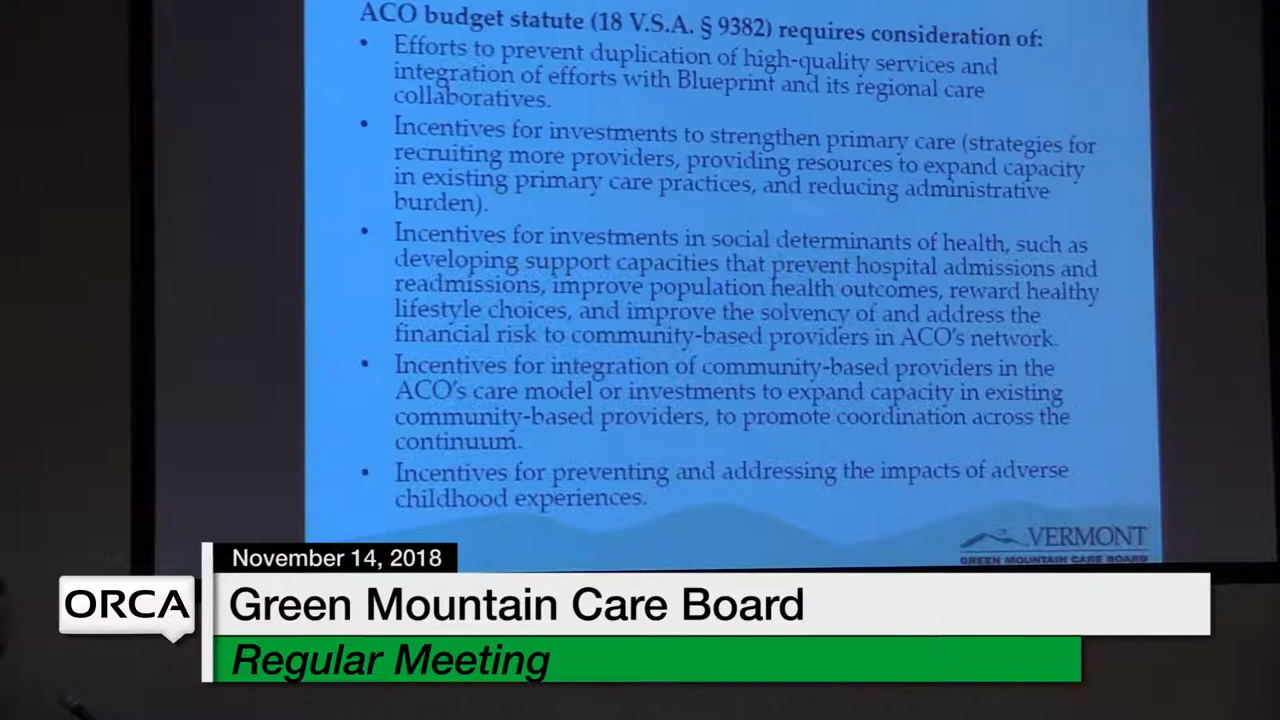 ACO budget statute (18 V.S.A. § 9382) requires consideration of:
• Efforts to prevent duplication of high-quality services and
integration of efforts with Blueprint and its regional care
collaboratives.
• Incentives for investments to strengthen primary care (strategies for
recruiting more providers, providing resources to expand capacity
in existing primary care practices, and reducing administrative
burden).
• Incentives for investments in social determinants of health, such as
developing support capacities that prevent hospital admissions and
readmissions, improve population health outcomes, reward healthy
lifestyle choices, and improve the solvency of and address the
financial risk to community-based providers in ACO's network.
• Incentives for integration of community-based providers in the
ACO's care model or investments to expand capacity in existing
community-based providers, to promote coordination across the
continuum.
• Incentives for preventing and addressing the impacts of adverse
childhood experiences.
VERMONT
GREEN MOUNTAIN CARE BOARD
November 14, 2018
ORCA
Green Mountain Care Board
Regular Meeting